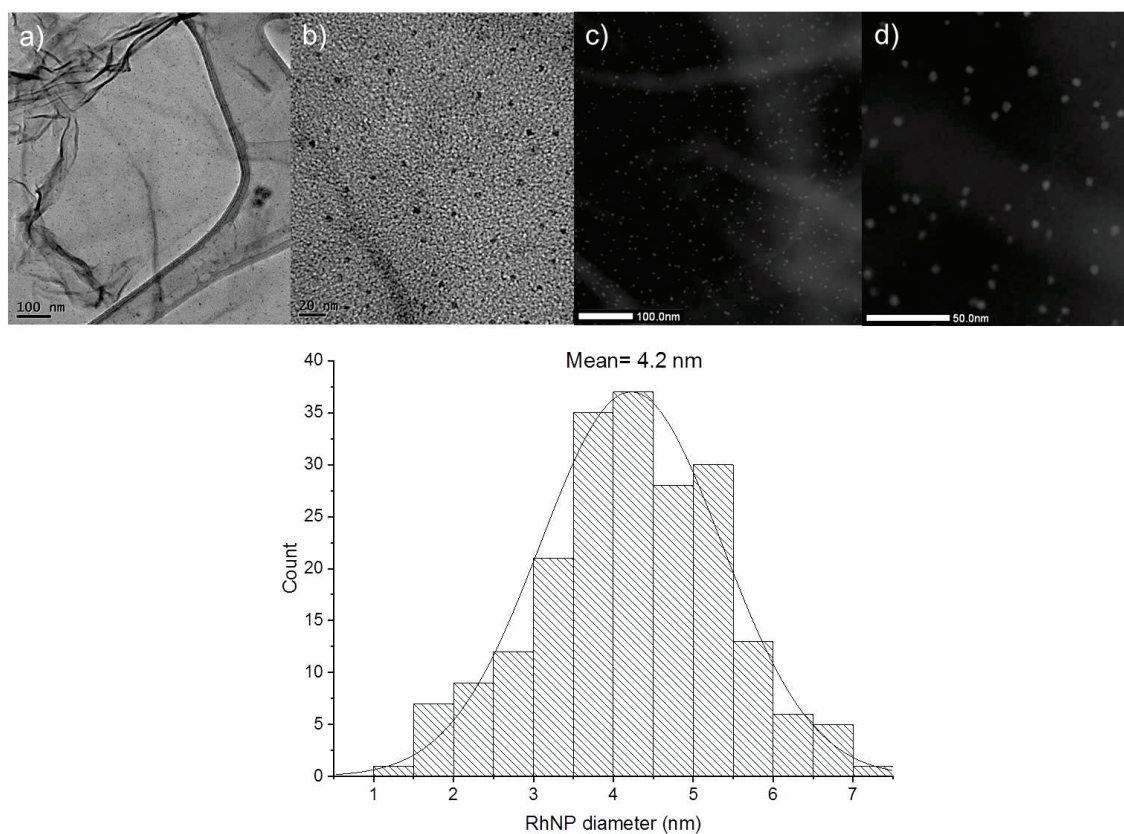 a)
b)
c)
d)
100 nm
20 nm
100.0nm
50.0nm
Mean= 4.2 nm
40
35
30
25
20
15
10
5
0
Count
1 2 3 4 5 6 7
RhNP diameter (nm)